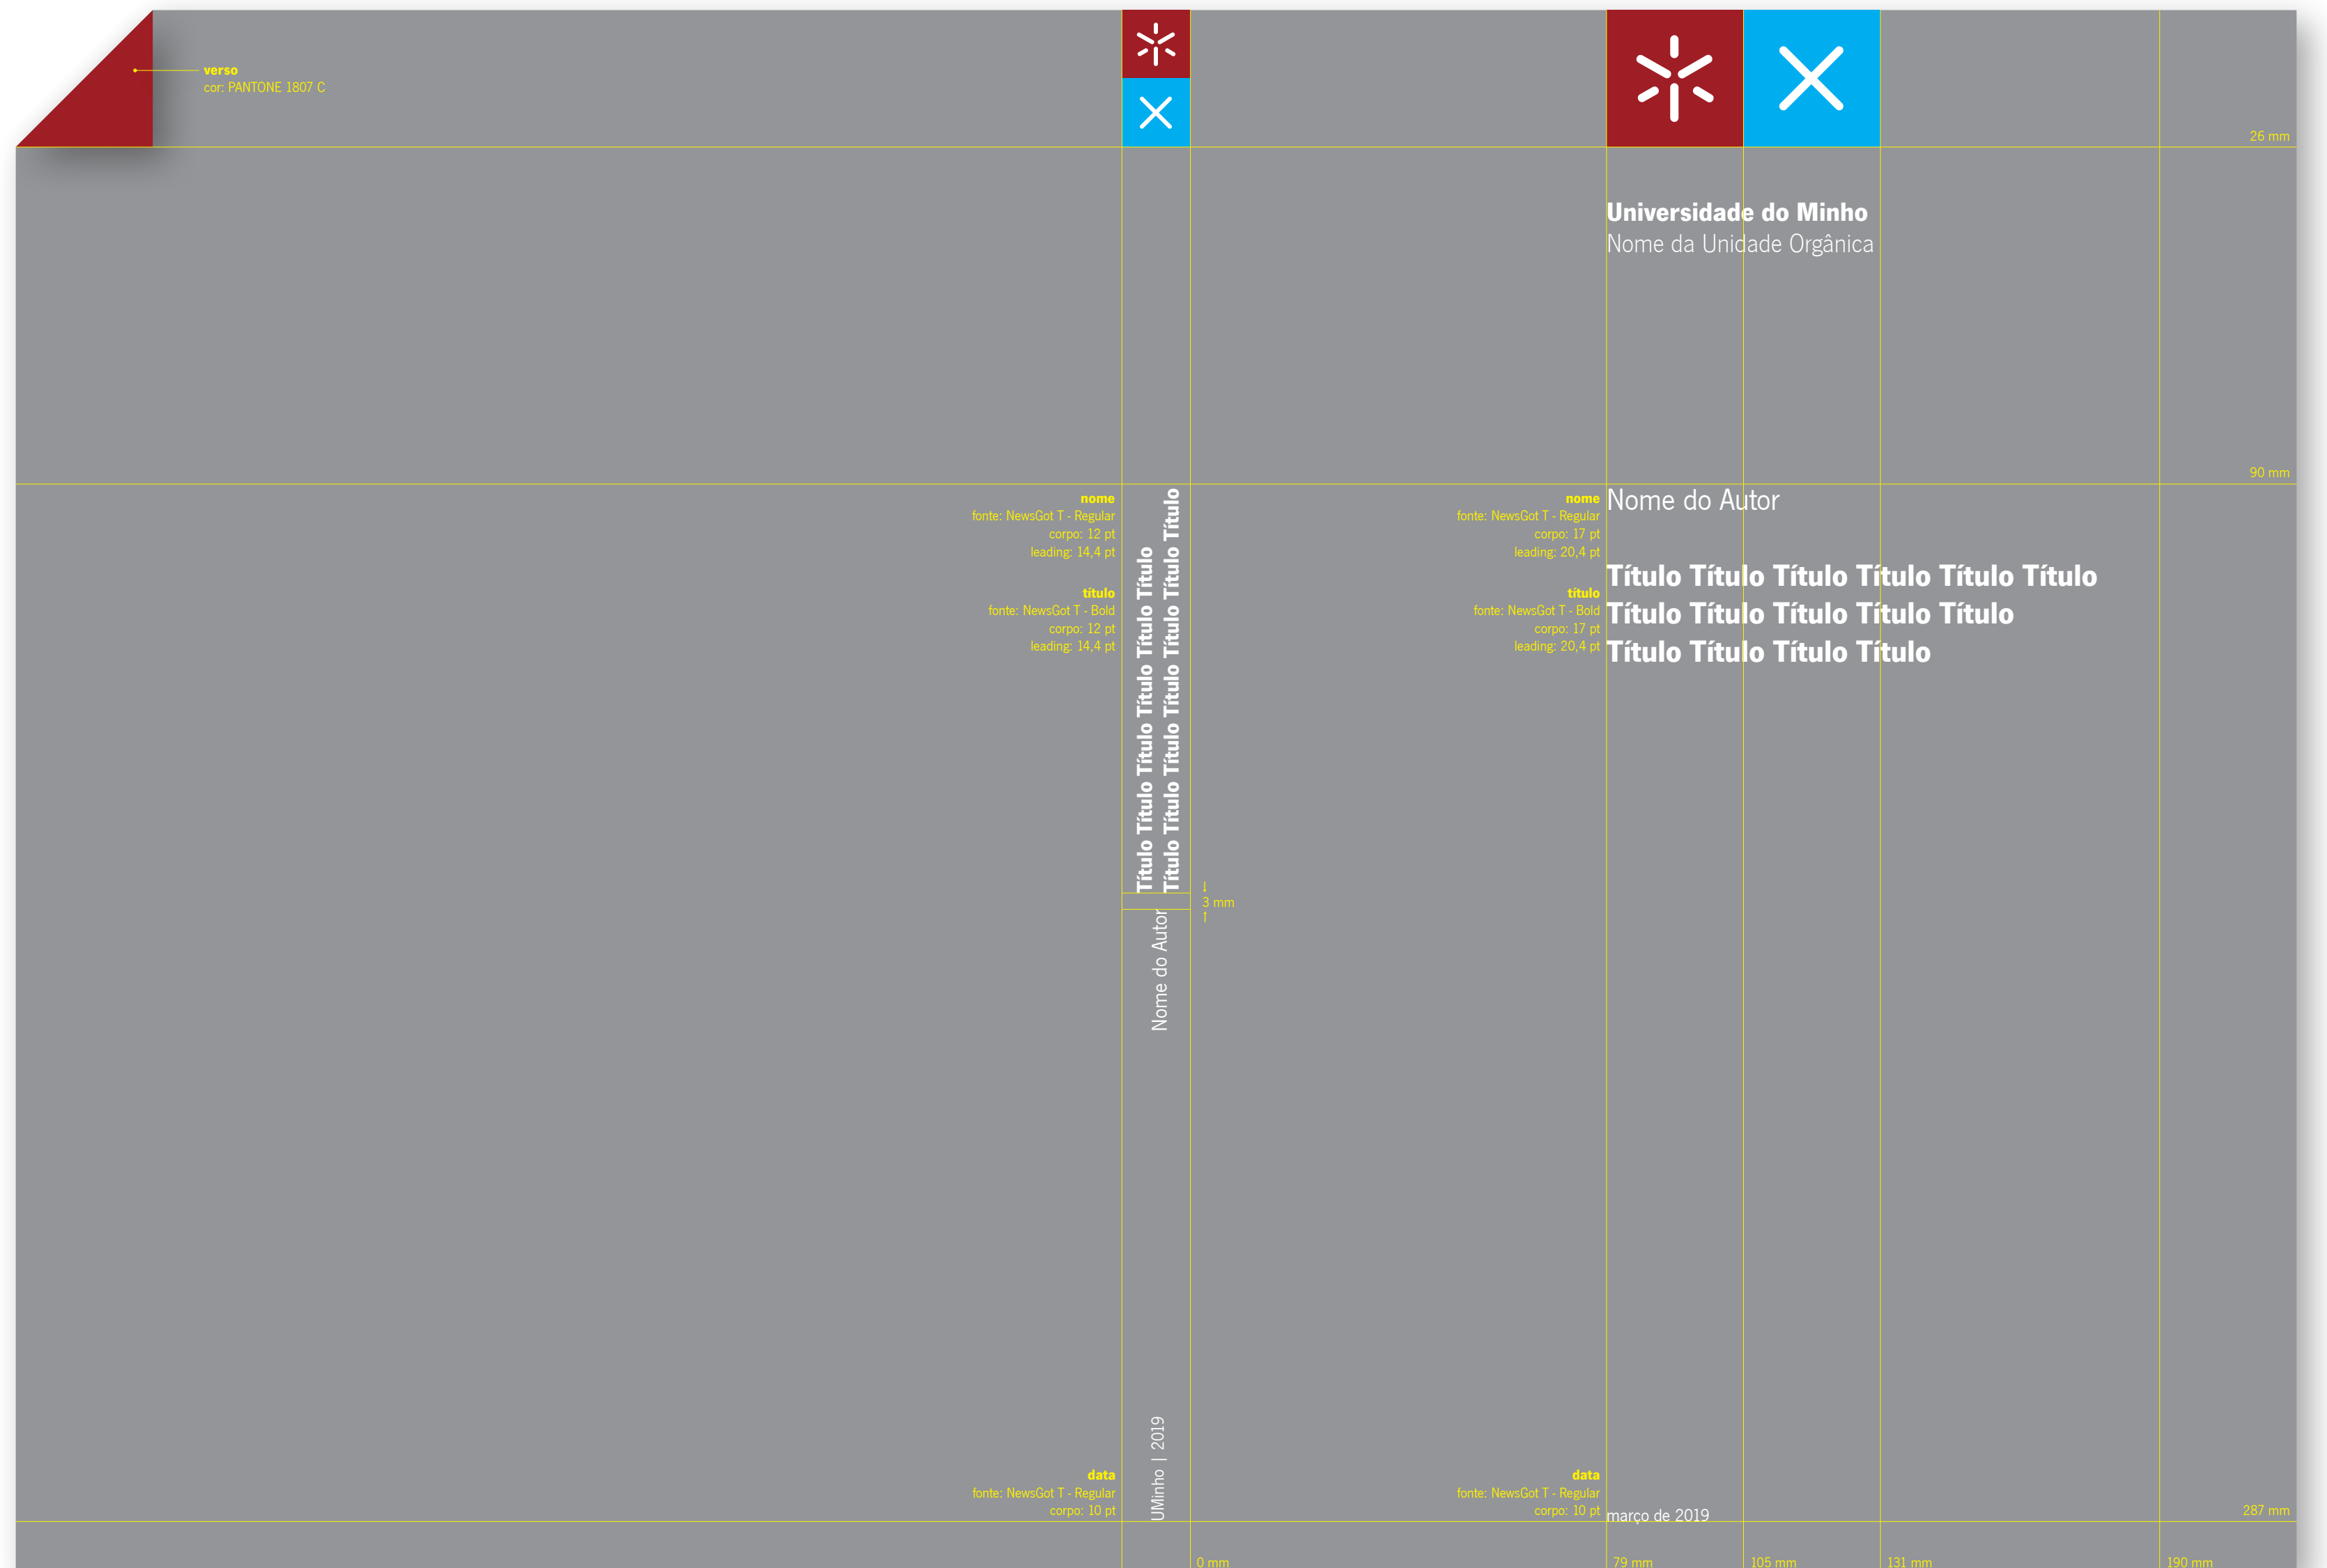 verso
cor: PANTONE 1807 C
26 mm
Universidade do Minho
Nome da Unidade Orgânica
90 mm
nome
fonte: NewsGot T - Regular
corpo: 12 pt
leading: 14,4 pt
título
fonte: NewsGot T - Bold
corpo: 12 pt
leading: 14,4 pt
Título Título Título Título Título Título
Título Título Título Título Título Título Título
3 mm
Nome do Autor
UMinho | 2019
data
fonte: NewsGot T - Regular
corpo: 10 pt
nome
fonte: NewsGot T - Regular
corpo: 17 pt
leading: 20,4 pt
título
fonte: NewsGot T - Bold
corpo: 17 pt
leading: 20,4 pt
Nome do Autor
Título Título Título Título Título Título
Título Título Título Título Título
Título Título Título Título
data
fonte: NewsGot T - Regular
corpo: 10 pt
março de 2019
287 mm
0 mm
79 mm
105 mm
131 mm
190 mm